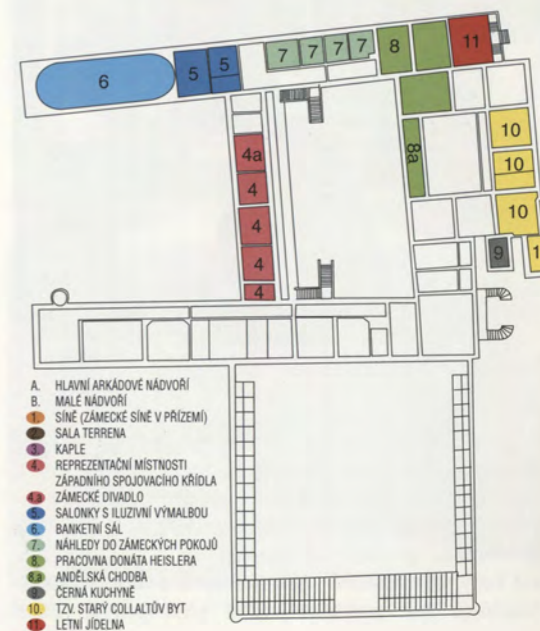 6
5
5
7
7
7
7
8
11
4a
4
4
4
4
8a
10
10
10
9
1
A. HLAVNÍ ARKÁDOVÉ NÁDVOŘÍ
B. MALÉ NÁDVOŘÍ
1. SÍNĚ (ZÁMECKÉ SÍNĚ V PŘÍZEMÍ)
2. SALA TERRENA
3. KAPLE
4. REPREZENTAČNÍ MÍSTNOSTI
ZÁPADNÍHO SPOJOVACÍHO KŘÍDLA
4.a ZÁMECKÉ DIVADLO
5. SALONKY S ILUZIVNÍ VÝMALBOU
6. BANKETNÍ SÁL
7. NÁHLEDY DO ZÁMECKÝCH POKOJŮ
8. PRACOVNA DONÁTA HEISLERA
8.a ANDĚLSKÁ CHODBA
9. ČERNÁ KUCHYNĚ
10. TZV. STARÝ COLLALTŮV BYT
11. LETNÍ JÍDELNA